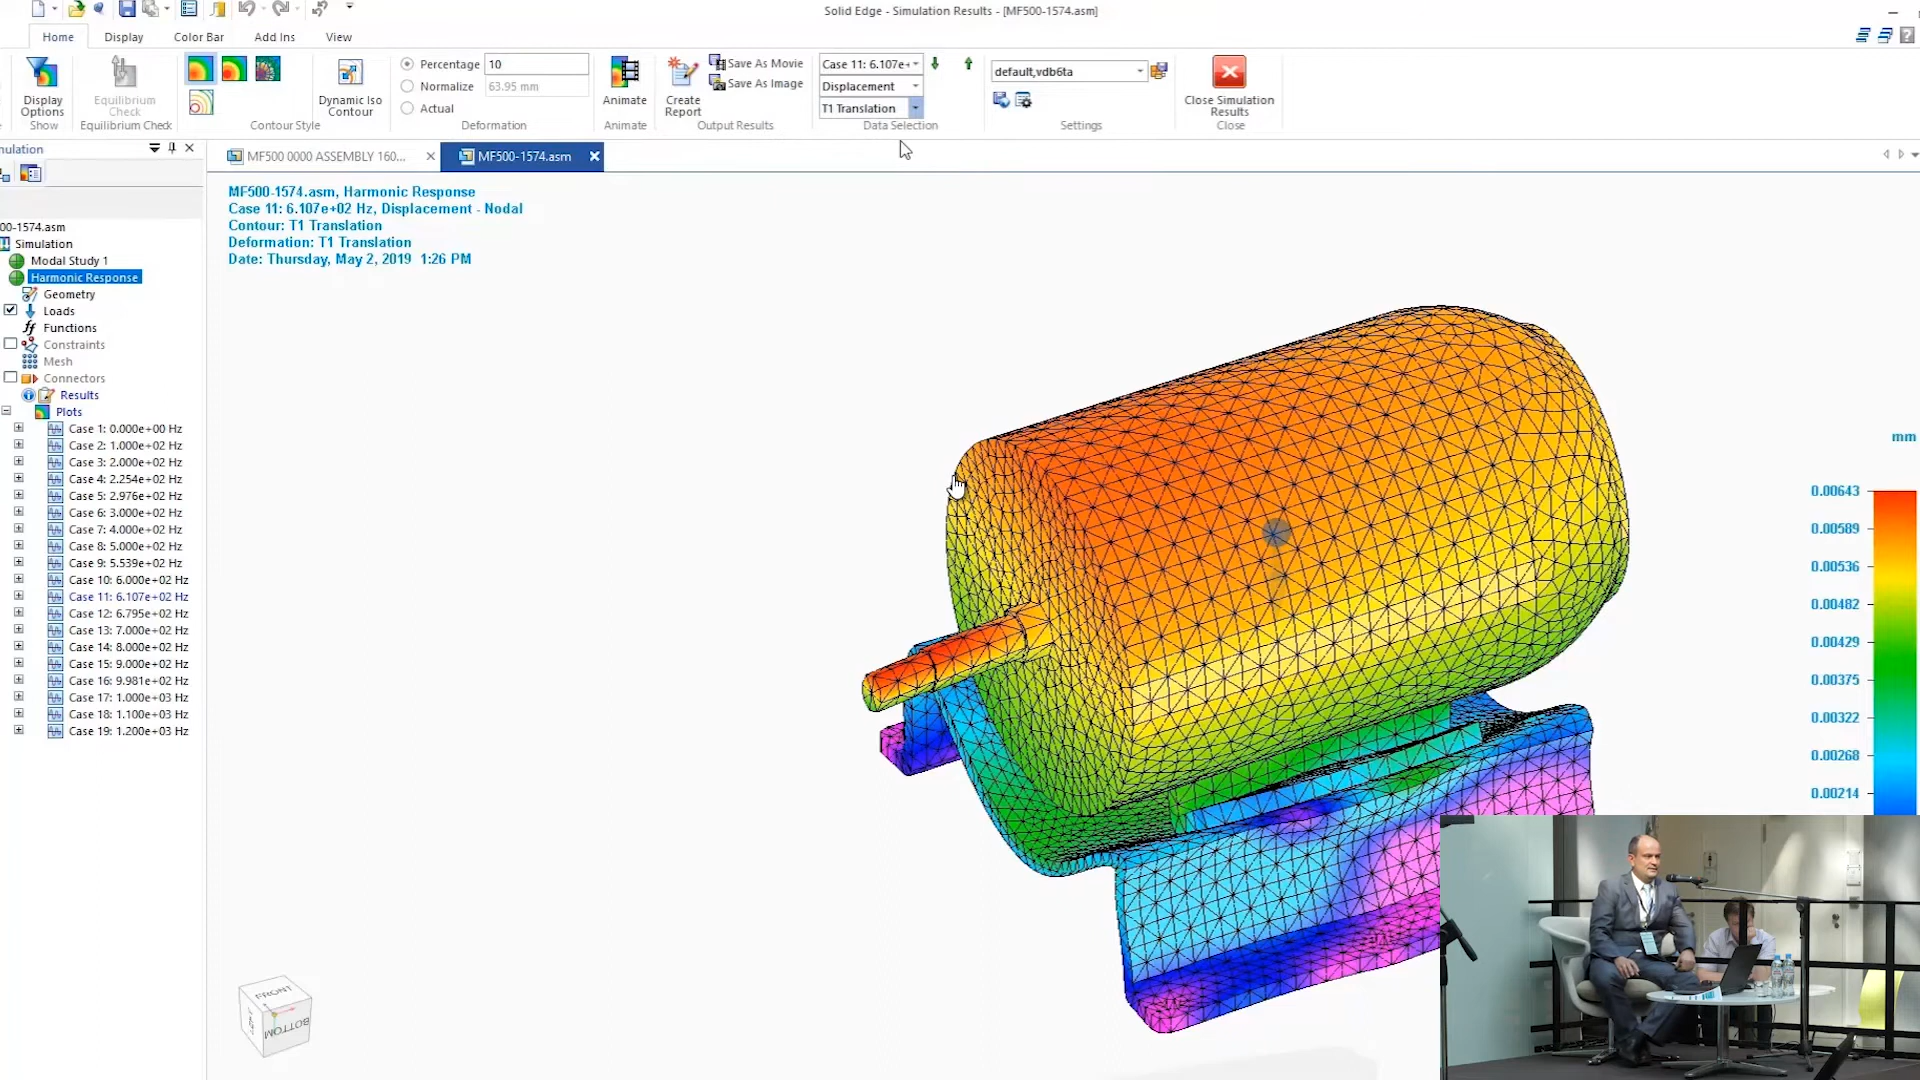 Solid Edge - Simulation Results - [MF500-1574.asm]
Home
Display
Color Bar
Add Ins
View
Display Options
Show
Equilibrium Check
Equilibrium Check
Contour Style
Dynamic Iso Contour
Percentage
10
Normalize
63.95 mm
Actual
Deformation
Animate
Animate
Create Report
Save As Movie
Save As Image
Output Results
Case 11: 6.107e+
Displacement
T1 Translation
Data Selection
default,vdb6ta
Settings
Close Simulation Results
Close
nulation
MF500 0000 ASSEMBLY 160...
MF500-1574.asm
MF500-1574.asm, Harmonic Response
Case 11: 6.107e+02 Hz, Displacement - Nodal
Contour: T1 Translation
Deformation: T1 Translation
Date: Thursday, May 2, 2019 1:26 PM
00-1574.asm
Simulation
Modal Study 1
Harmonic Response
Geometry
Loads
ff Functions
Constraints
Mesh
Connectors
Results
Plots
Case 1: 0.000e+00 Hz
Case 2: 1.000e+02 Hz
Case 3: 2.000e+02 Hz
Case 4: 2.254e+02 Hz
Case 5: 2.976e+02 Hz
Case 6: 3.000e+02 Hz
Case 7: 4.000e+02 Hz
Case 8: 5.000e+02 Hz
Case 9: 5.539e+02 Hz
Case 10: 6.000e+02 Hz
Case 11: 6.107e+02 Hz
Case 12: 6.795e+02 Hz
Case 13: 7.000e+02 Hz
Case 14: 8.000e+02 Hz
Case 15: 9.000e+02 Hz
Case 16: 9.981e+02 Hz
Case 17: 1.000e+03 Hz
Case 18: 1.100e+03 Hz
Case 19: 1.200e+03 Hz
mm
0.00643
0.00589
0.00536
0.00482
0.00429
0.00375
0.00322
0.00268
0.00214
FRONT
BOTTOM